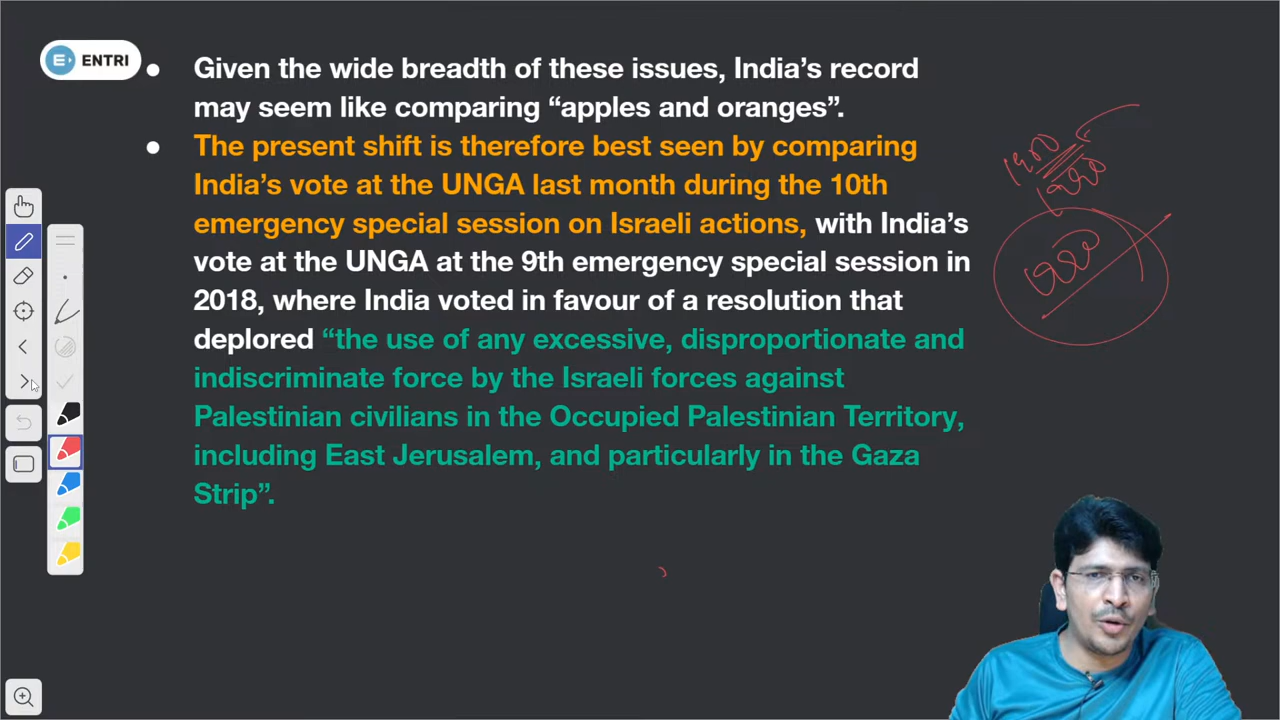 ENTRI
● Given the wide breadth of these issues, India’s record
may seem like comparing “apples and oranges”.
● The present shift is therefore best seen by comparing
India’s vote at the UNGA last month during the 10th
emergency special session on Israeli actions, with India’s
vote at the UNGA at the 9th emergency special session in
2018, where India voted in favour of a resolution that
deplored “the use of any excessive, disproportionate and
indiscriminate force by the Israeli forces against
Palestinian civilians in the Occupied Palestinian Territory,
including East Jerusalem, and particularly in the Gaza
Strip”.